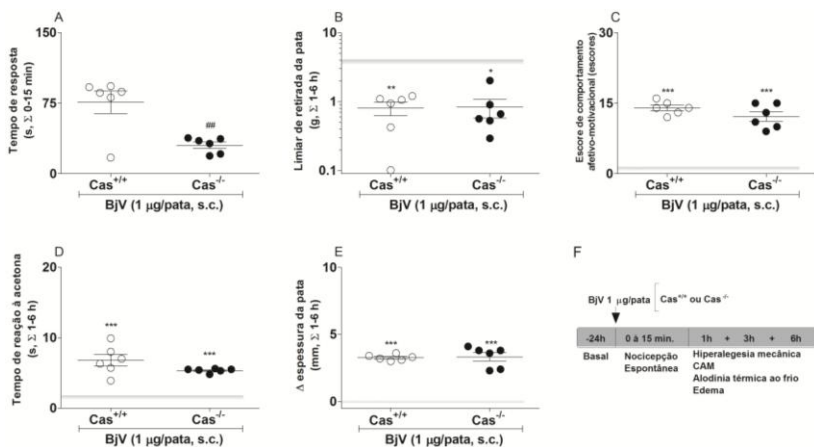 A
150
75
0
Tempo de resposta
(s, Σ 0-15 min)
##
Cas+/+ Cas-/-
BjV (1 µg/pata, s.c.)
B
10
1
0.1
Limiar de retirada da pata
(g, Σ 1-6h)
** *
Cas+/+ Cas-/-
BjV (1 µg/pata, s.c.)
C
30
15
0
Escore de comportamento
afetivo-motivacional (escores)
*** ***
Cas+/+ Cas-/-
BjV (1 µg/pata, s.c.)
D
20
10
0
Tempo de reação à acetona
(s, Σ 1-6 h)
*** ***
Cas+/+ Cas-/-
BjV (1 µg/pata, s.c.)
E
10
5
0
Δ espessura da pata
(mm, Σ 1-6 h)
*** ***
Cas+/+ Cas-/-
BjV (1 µg/pata, s.c.)
F
BjV 1 µg/pata Cas+/+ ou Cas-/-
-24h 0 à 15 min. 1h + 3h + 6h
Basal
Nocicepção
Espontânea
Hiperalegesia mecânica
CAM
Alodinia térmica ao frio
Edema